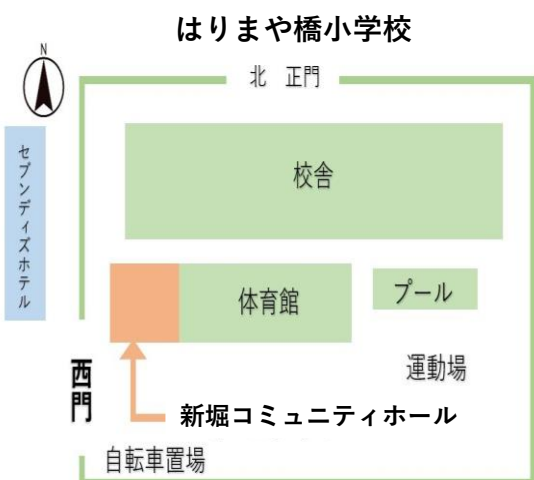 はりまや橋小学校
N
北 正門
セブンデイズホテル
校舎
体育館
プール
西門
運動場
新堀コミュニティホール
自転車置場